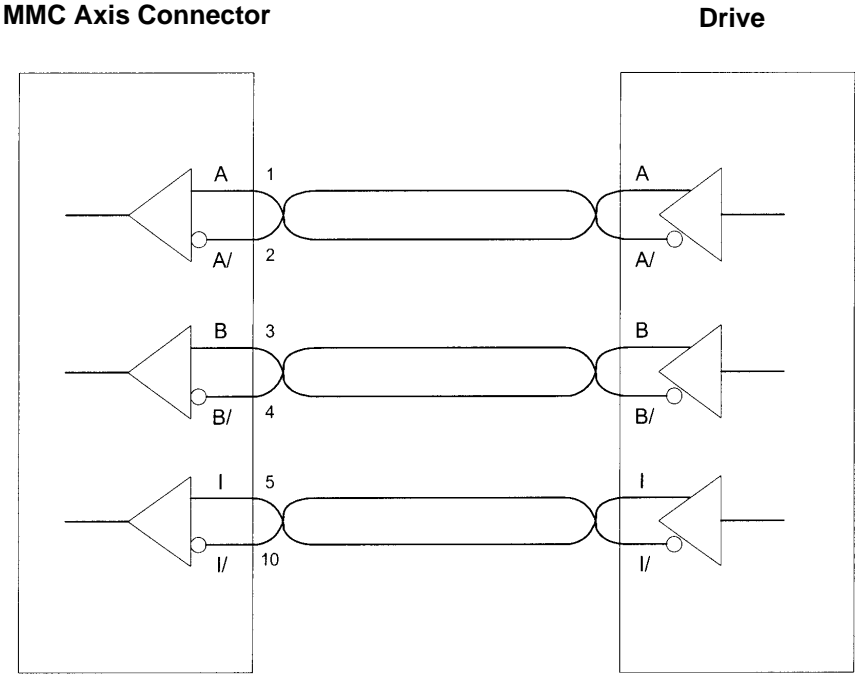 MMC Axis Connector
Drive
A 1 A
A/ 2 A/
B 3 B
B/ 4 B/
I 5 I
I/ 10 I/